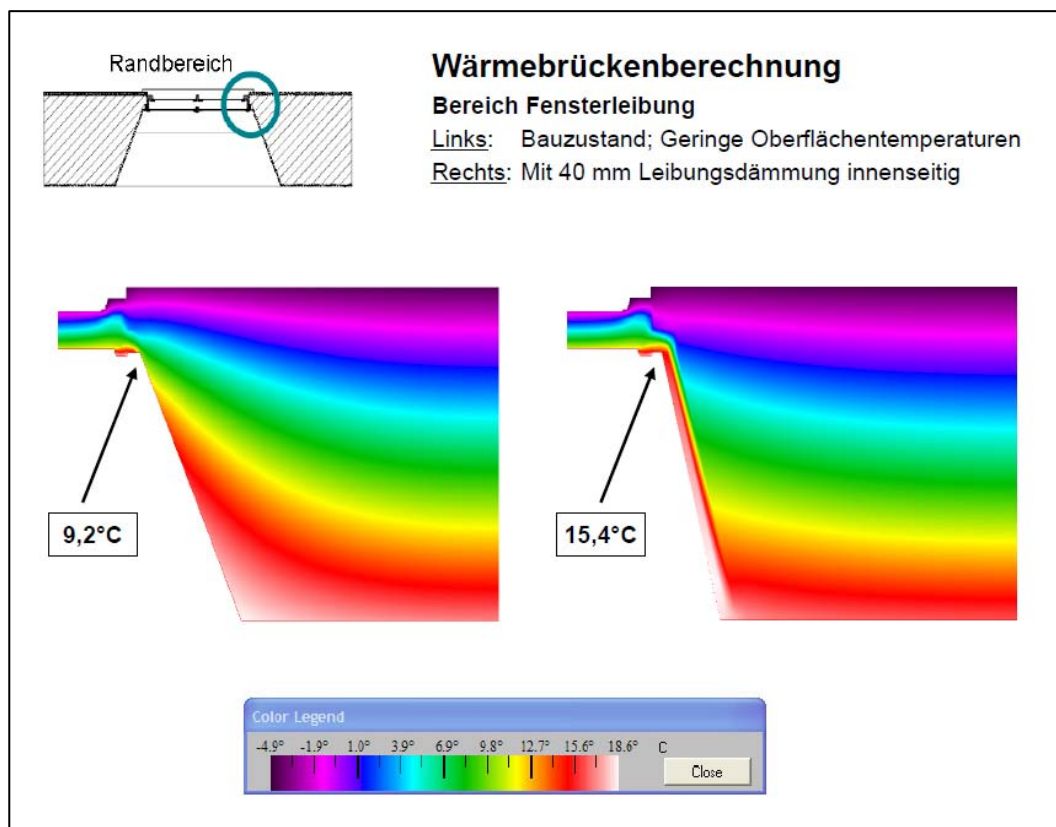 Randbereich
Wärmebrückenberechnung
Bereich Fensterleibung
Links: Bauzustand; Geringe Oberflächentemperaturen
Rechts: Mit 40 mm Leibungsdämmung innenseitig
9,2°C
15,4°C
Color Legend
-4.9° -1.9° 1.0° 3.9° 6.9° 9.8° 12.7° 15.6° 18.6° C
Close